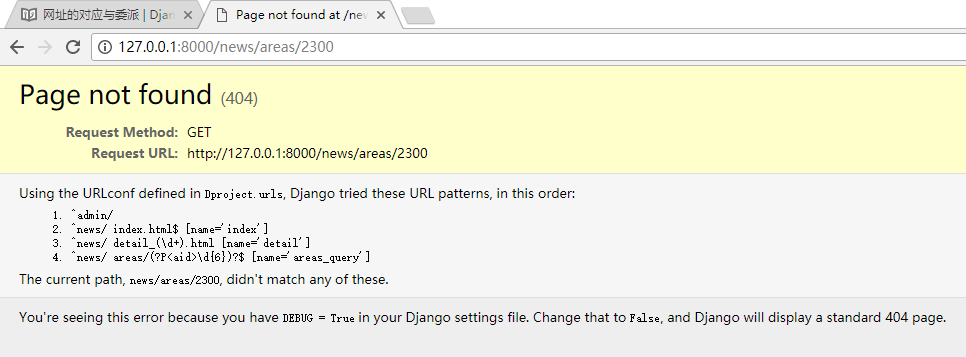 网址的对应与委派 | Djan
Page not found at /new
127.0.0.1:8000/news/areas/2300
Page not found (404)
Request Method: GET
Request URL: http://127.0.0.1:8000/news/areas/2300
Using the URLconf defined in Dproject.urls, Django tried these URL patterns, in this order:
1. ^admin/
2. ^news/ index.html$ [name='index']
3. ^news/ detail_(\d+).html [name='detail']
4. ^news/ areas/(?P<aid>\d{6})?$ [name='areas_query']
The current path, news/areas/2300, didn't match any of these.
You're seeing this error because you have DEBUG = True in your Django settings file. Change that to False, and Django will display a standard 404 page.